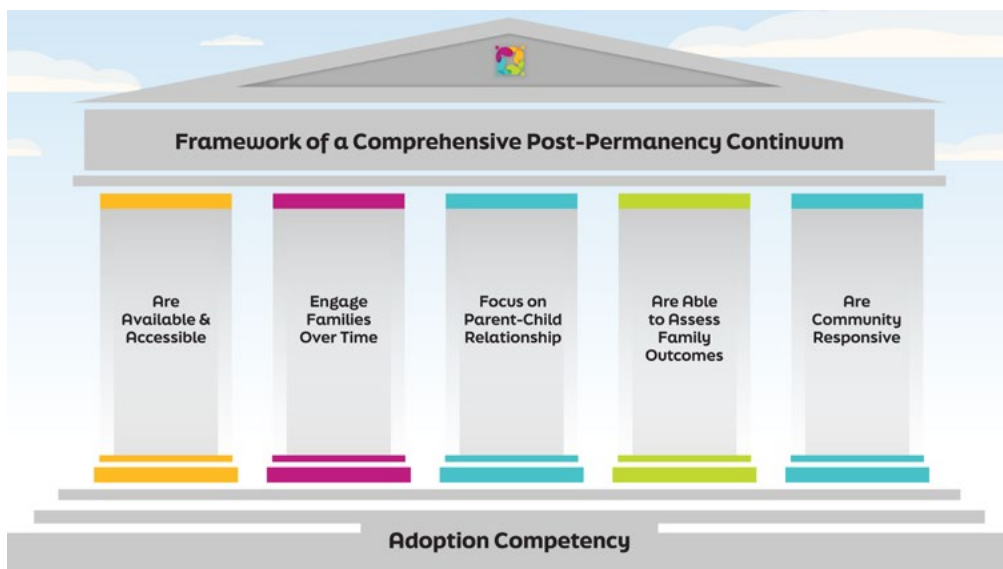 Framework of a Comprehensive Post-Permanency Continuum
Are
Available &
Accessible
Engage
Families
Over Time
Focus on
Parent-Child
Relationship
Are Able
to Assess
Family
Outcomes
Are
Community
Responsive
Adoption Competency